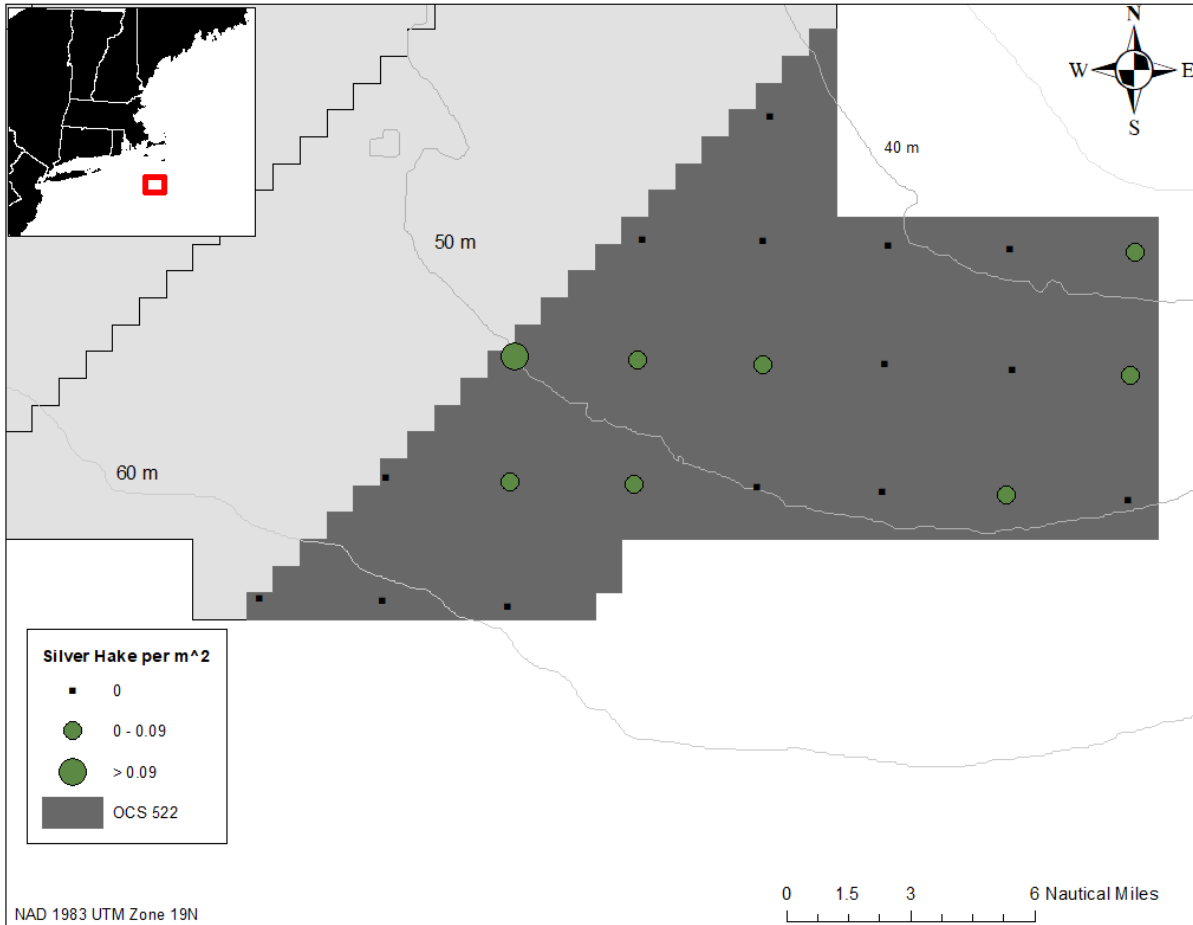 N
W E
S
40 m
50 m
60 m
Silver Hake per m^2
0
0 - 0.09
> 0.09
OCS 522
0 1.5 3 6 Nautical Miles
NAD 1983 UTM Zone 19N